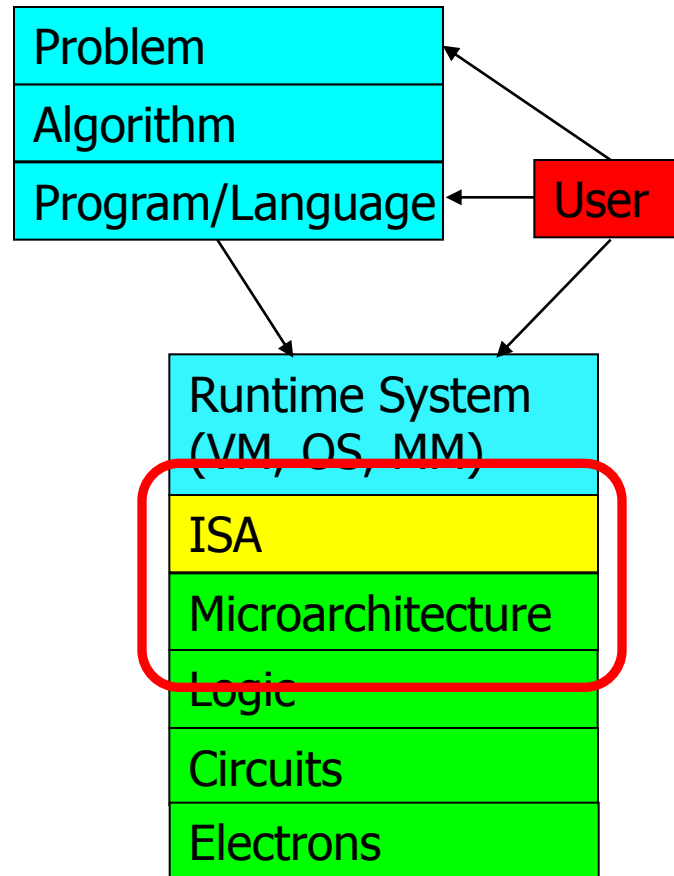 Problem
Algorithm
Program/Language
User
Runtime System
(VM, OS, MM)
ISA
Microarchitecture
Logic
Circuits
Electrons